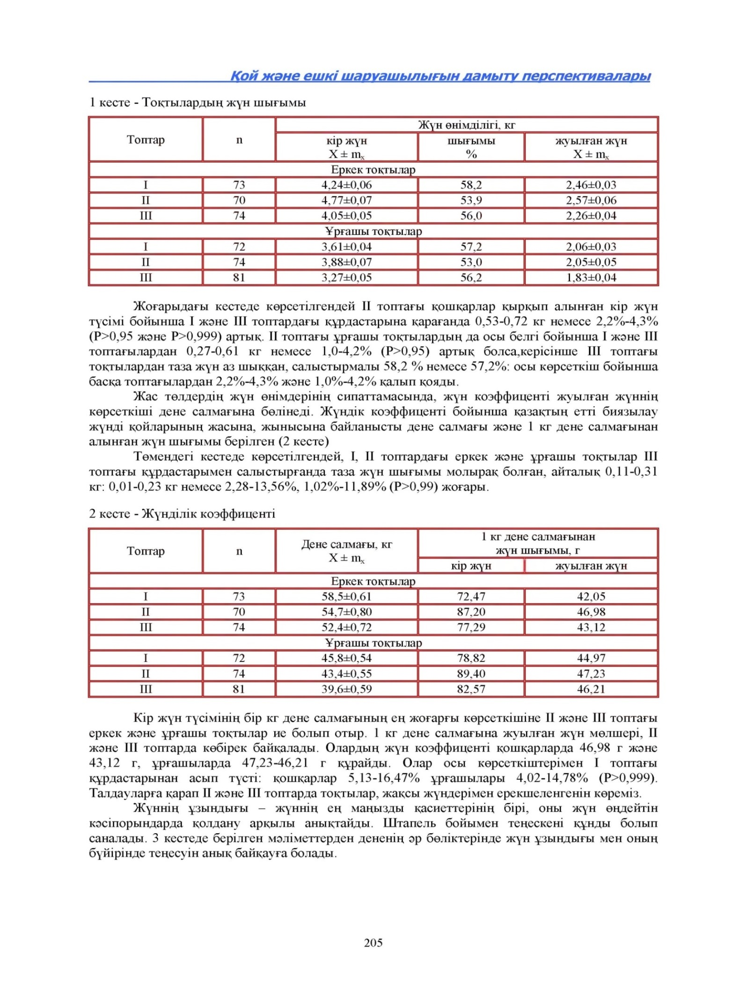 Қой және ешкі шаруашылығын дамыту перспективалары
1 кесте - Тоқтылардың жүн шығымы
Топтар n Жүн өнімділігі, кг
кір жүн шығымы жуылған жүн
X ± mx % X ± mx
Еркек тоқтылар
I 73 4,24±0,06 58,2 2,46±0,03
II 70 4,77±0,07 53,9 2,57±0,06
III 74 4,05±0,05 56,0 2,26±0,04
Ұрғашы тоқтылар
I 72 3,61±0,04 57,2 2,06±0,03
II 74 3,88±0,07 53,0 2,05±0,05
III 81 3,27±0,05 56,2 1,83±0,04
Жоғарыдағы кестеде көрсетілгендей II топтағы қошқарлар қырқып алынған кір жүн
түсімі бойынша I және III топтардағы құрдастарына қарағанда 0,53-0,72 кг немесе 2,2%-4,3%
(P>0,95 және P>0,999) артық. II топтағы ұрғашы тоқтылардың да осы белгі бойынша I және III
топтағылардан 0,27-0,61 кг немесе 1,0-4,2% (P>0,95) артық болса,керісінше III топтағы
тоқтылардан таза жүн аз шыққан, салыстырмалы 58,2 % немесе 57,2%: осы көрсеткіш бойынша
басқа топтағылардан 2,2%-4,3% және 1,0%-4,2% қалып қояды.
Жас төлдердің жүн өнімдерінің сипаттамасында, жүн коэффиценті жуылған жүннің
көрсеткіші дене салмағына бөлінеді. Жүндік коэффиценті бойынша қазақтың етті биязылау
жүнді қойларының жасына, жынысына байланысты дене салмағы және 1 кг дене салмағынан
алынған жүн шығымы берілген (2 кесте)
Төмендегі кестеде көрсетілгендей, I, II топтардағы еркек және ұрғашы тоқтылар III
топтағы құрдастарымен салыстырғанда таза жүн шығымы молырақ болған, айталық 0,11-0,31
кг: 0,01-0,23 кг немесе 2,28-13,56%, 1,02%-11,89% (P>0,99) жоғары.
2 кесте - Жүнділік коэффиценті
Топтар n Дене салмағы, кг X ± mx 1 кг дене салмағынан
жүн шығымы, г
кір жүн жуылған жүн
Еркек тоқтылар
I 73 58,5±0,61 72,47 42,05
II 70 54,7±0,80 87,20 46,98
III 74 52,4±0,72 77,29 43,12
Ұрғашы тоқтылар
I 72 45,8±0,54 78,82 44,97
II 74 43,4±0,55 89,40 47,23
III 81 39,6±0,59 82,57 46,21
Кір жүн түсімінің бір кг дене салмағының ең жоғарғы көрсеткішіне II және III топтағы
еркек және ұрғашы тоқтылар ие болып отыр. 1 кг дене салмағына жуылған жүн мөлшері, II
және III топтарда көбірек байқалады. Олардың жүн коэффиценті қошқарларда 46,98 г және
43,12 г, ұрғашыларда 47,23-46,21 г құрайды. Олар осы көрсеткіштерімен I топтағы
құрдастарынан асып түсті: қошқарлар 5,13-16,47% ұрғашылары 4,02-14,78% (P>0,999).
Талдауларға қарап II және III топтарда тоқтылар, жақсы жүндерімен ерекшеленгенін көреміз.
Жүннің ұзындығы – жүннің ең маңызды қасиеттерінің бірі, оны жүн өңдейтін
кәсіпорындарда қолдану арқылы анықтайды. Штапель бойымен теңескені құнды болып
саналады. 3 кестеде берілген мәліметтерден дененің әр бөліктерінде жүн ұзындығы мен оның
бүйірінде теңесуін анық байқауға болады.
205